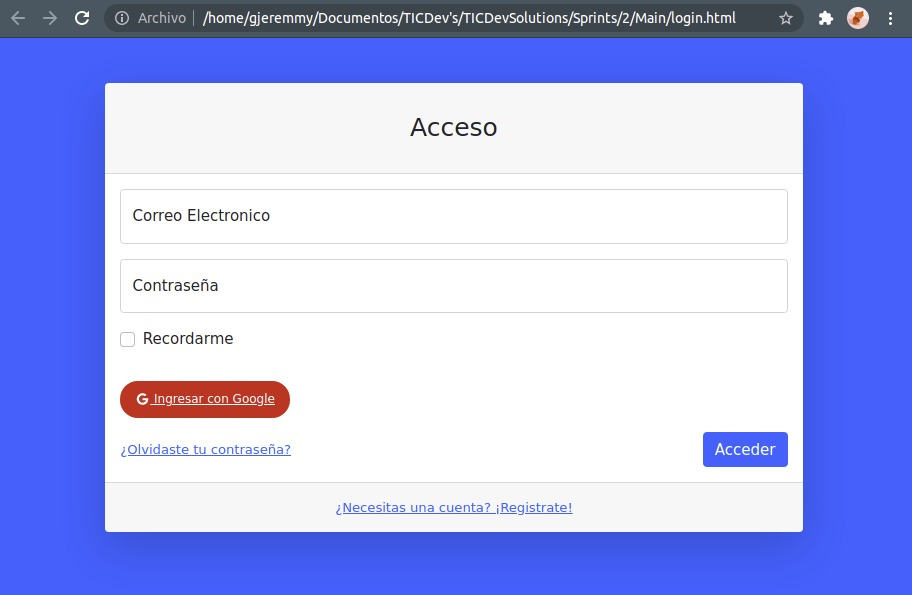 Archivo | /home/gjeremmy/Documentos/TICDev's/TICDevSolutions/Sprints/2/Main/login.html
Acceso
Correo Electronico
Contraseña
Recordarme
G Ingresar con Google
¿Olvidaste tu contraseña?
Acceder
¿Necesitas una cuenta? ¡Registrate!